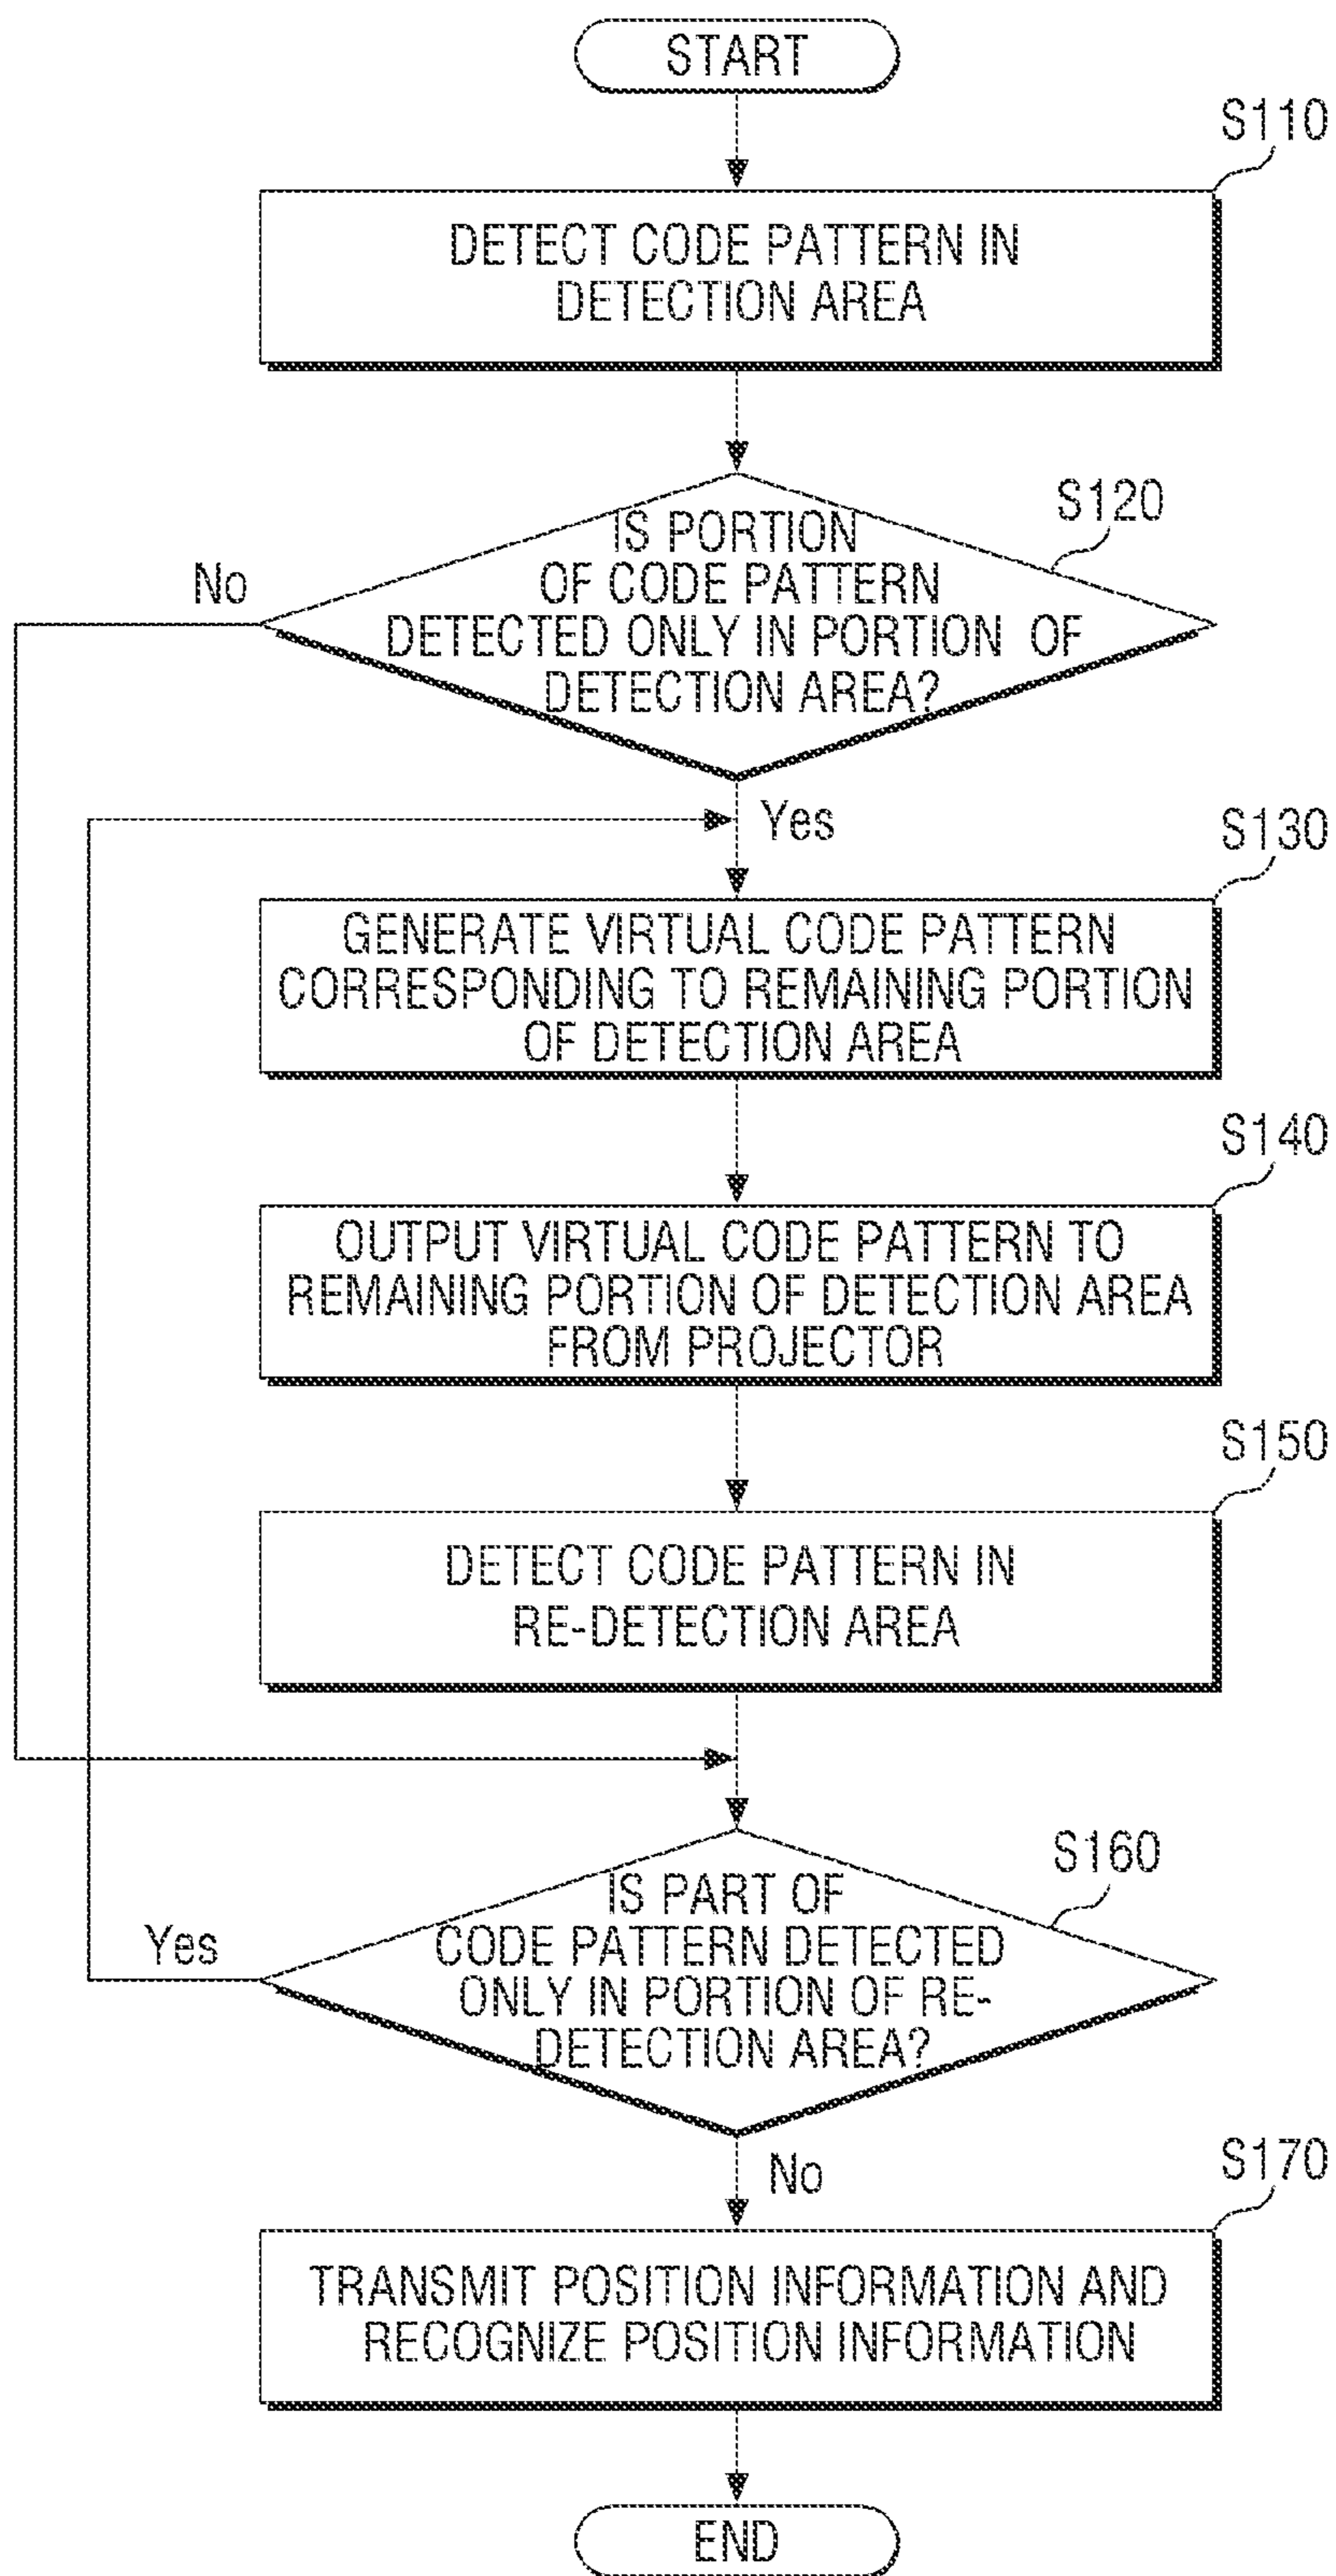 START
S110
DETECT CODE PATTERN IN
DETECTION AREA
S120
IS PORTION
OF CODE PATTERN
DETECTED ONLY IN PORTION OF
DETECTION AREA?
No
Yes
S130
GENERATE VIRTUAL CODE PATTERN
CORRESPONDING TO REMAINING PORTION
OF DETECTION AREA
S140
OUTPUT VIRTUAL CODE PATTERN TO
REMAINING PORTION OF DETECTION AREA
FROM PROJECTOR
S150
DETECT CODE PATTERN IN
RE-DETECTION AREA
S160
IS PART OF
CODE PATTERN DETECTED
ONLY IN PORTION OF RE-
DETECTION AREA?
Yes
No
S170
TRANSMIT POSITION INFORMATION AND
RECOGNIZE POSITION INFORMATION
END